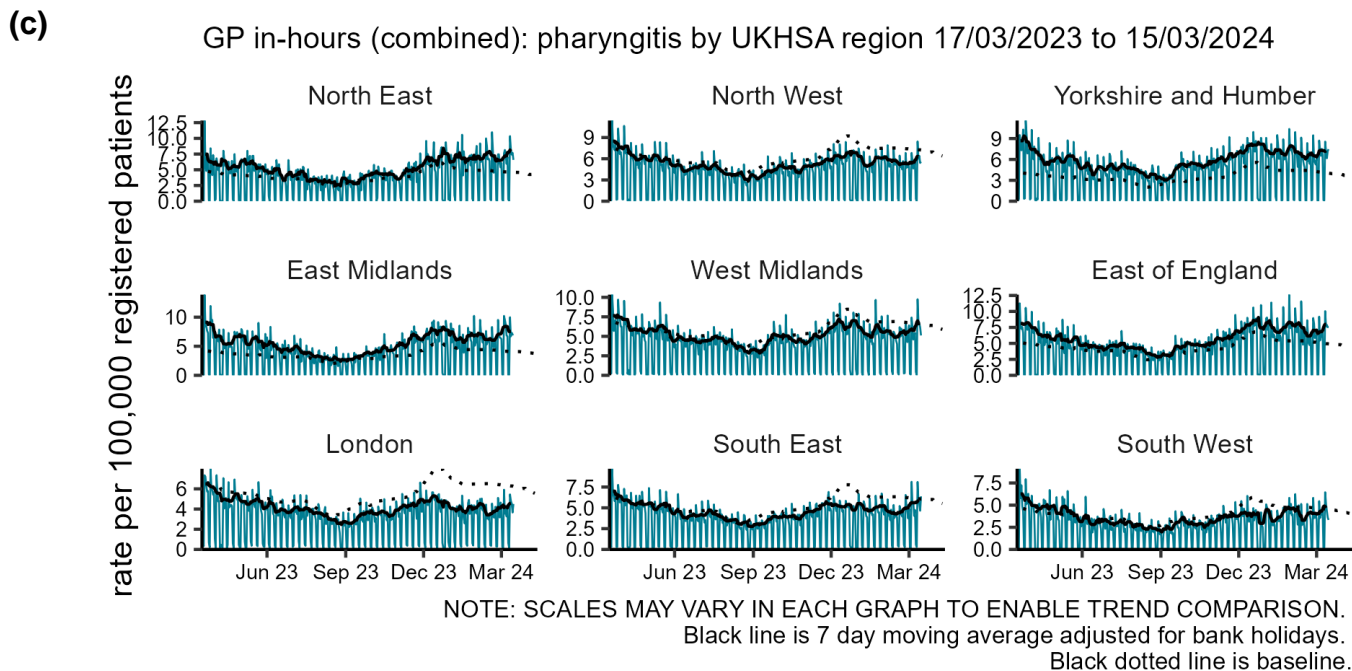 (c)
GP in-hours (combined): pharyngitis by UKHSA region 17/03/2023 to 15/03/2024
rate per 100,000 registered patients
North East
12.5
10.0
7.5
5.0
2.5
0.0
North West
9
6
3
0
Yorkshire and Humber
9
6
3
0
East Midlands
10
5
0
West Midlands
10.0
7.5
5.0
2.5
0.0
East of England
12.5
10.0
7.5
5.0
2.5
0.0
London
6
4
2
0
South East
7.5
5.0
2.5
0.0
South West
7.5
5.0
2.5
0.0
Jun 23 Sep 23 Dec 23 Mar 24
Jun 23 Sep 23 Dec 23 Mar 24
Jun 23 Sep 23 Dec 23 Mar 24
NOTE: SCALES MAY VARY IN EACH GRAPH TO ENABLE TREND COMPARISON.
Black line is 7 day moving average adjusted for bank holidays.
Black dotted line is baseline.